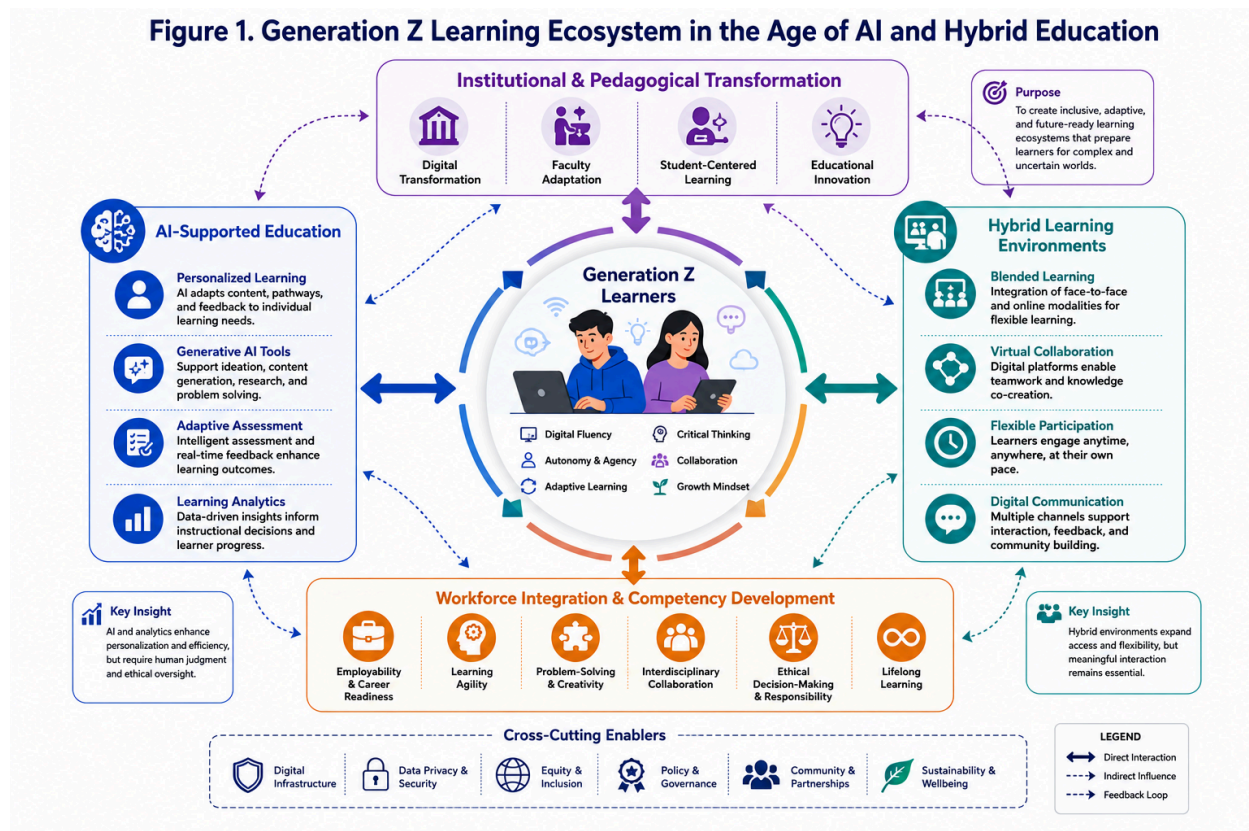 Figure 1. Generation Z Learning Ecosystem in the Age of AI and Hybrid Education
Institutional & Pedagogical Transformation
Digital
Transformation
Faculty
Adaptation
Student-Centered
Learning
Educational
Innovation
Purpose
To create inclusive, adaptive,
and future-ready learning
ecosystems that prepare
learners for complex and
uncertain worlds.
AI-Supported Education
Personalized Learning
AI adapts content, pathways,
and feedback to individual
learning needs.
Generative AI Tools
Support ideation, content
generation, research, and
problem solving.
Adaptive Assessment
Intelligent assessment and
real-time feedback enhance
learning outcomes.
Learning Analytics
Data-driven insights inform
instructional decisions and
learner progress.
Generation Z
Learners
Digital Fluency
Critical Thinking
Autonomy & Agency
Collaboration
Adaptive Learning
Growth Mindset
Hybrid Learning
Environments
Blended Learning
Integration of face-to-face
and online modalities for
flexible learning.
Virtual Collaboration
Digital platforms enable
teamwork and knowledge
co-creation.
Flexible Participation
Learners engage anytime,
anywhere, at their own
pace.
Digital Communication
Multiple channels support
interaction, feedback, and
community building.
Key Insight
AI and analytics enhance
personalization and efficiency,
but require human judgment
and ethical oversight.
Workforce Integration & Competency Development
Employability
& Career
Readiness
Learning
Agility
Problem-Solving
& Creativity
Interdisciplinary
Collaboration
Ethical
Decision-Making
& Responsibility
Lifelong
Learning
Key Insight
Hybrid environments expand
access and flexibility, but
meaningful interaction
remains essential.
Cross-Cutting Enablers
Digital
Infrastructure
Data Privacy &
Security
Equity &
Inclusion
Policy &
Governance
Community &
Partnerships
Sustainability &
Wellbeing
LEGEND
Direct Interaction
Indirect Influence
Feedback Loop